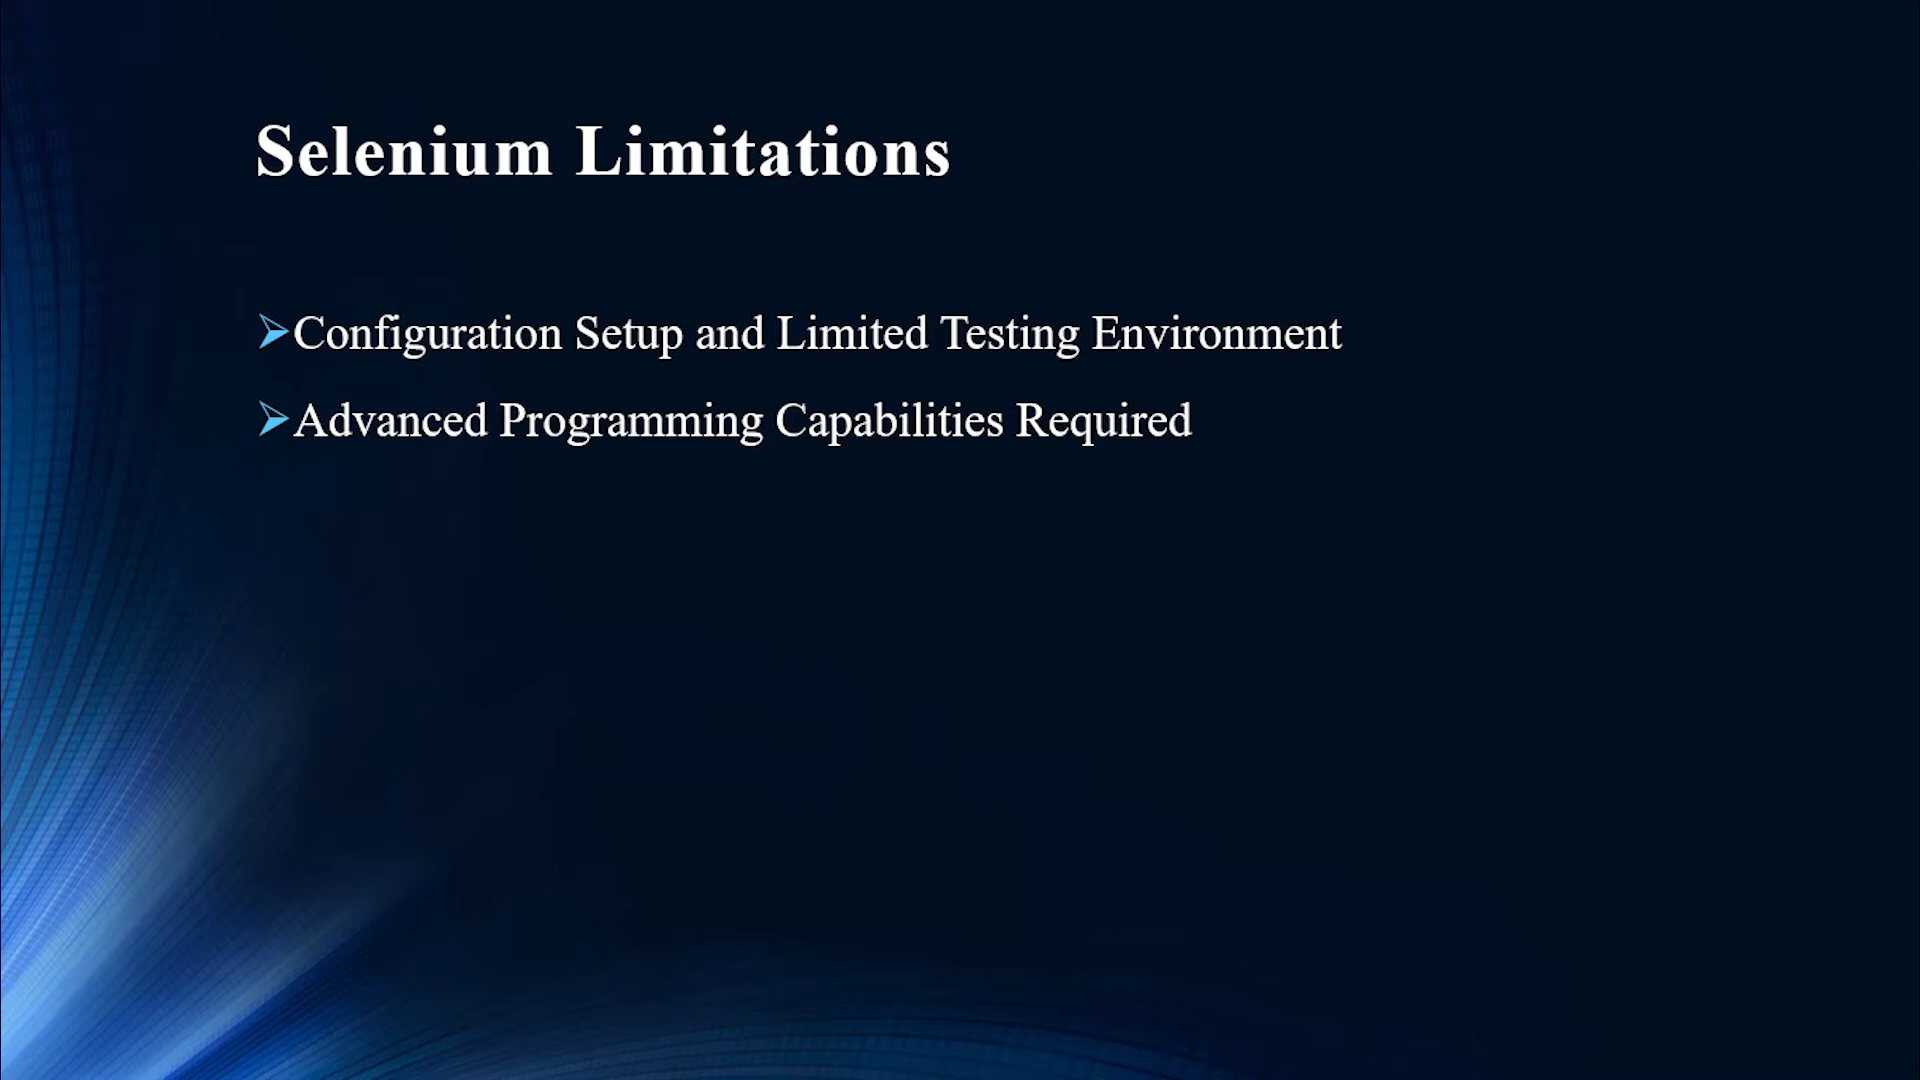 Selenium Limitations
➢Configuration Setup and Limited Testing Environment
➢Advanced Programming Capabilities Required